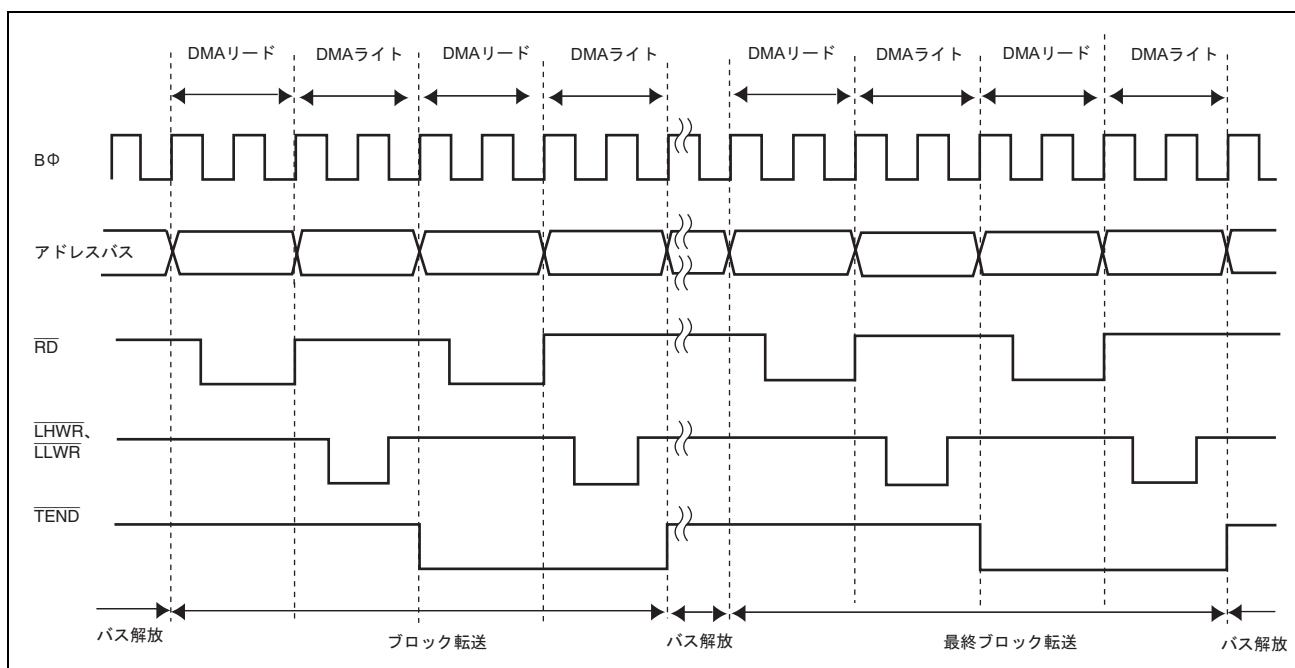 DMAリード DMAライト DMAリード DMAライト DMAリード DMAライト DMAリード DMAライト
BΦ
アドレスバス
RD
LHWR、
LLWR
TEND
バス解放 ブロック転送 バス解放 最終ブロック転送 バス解放